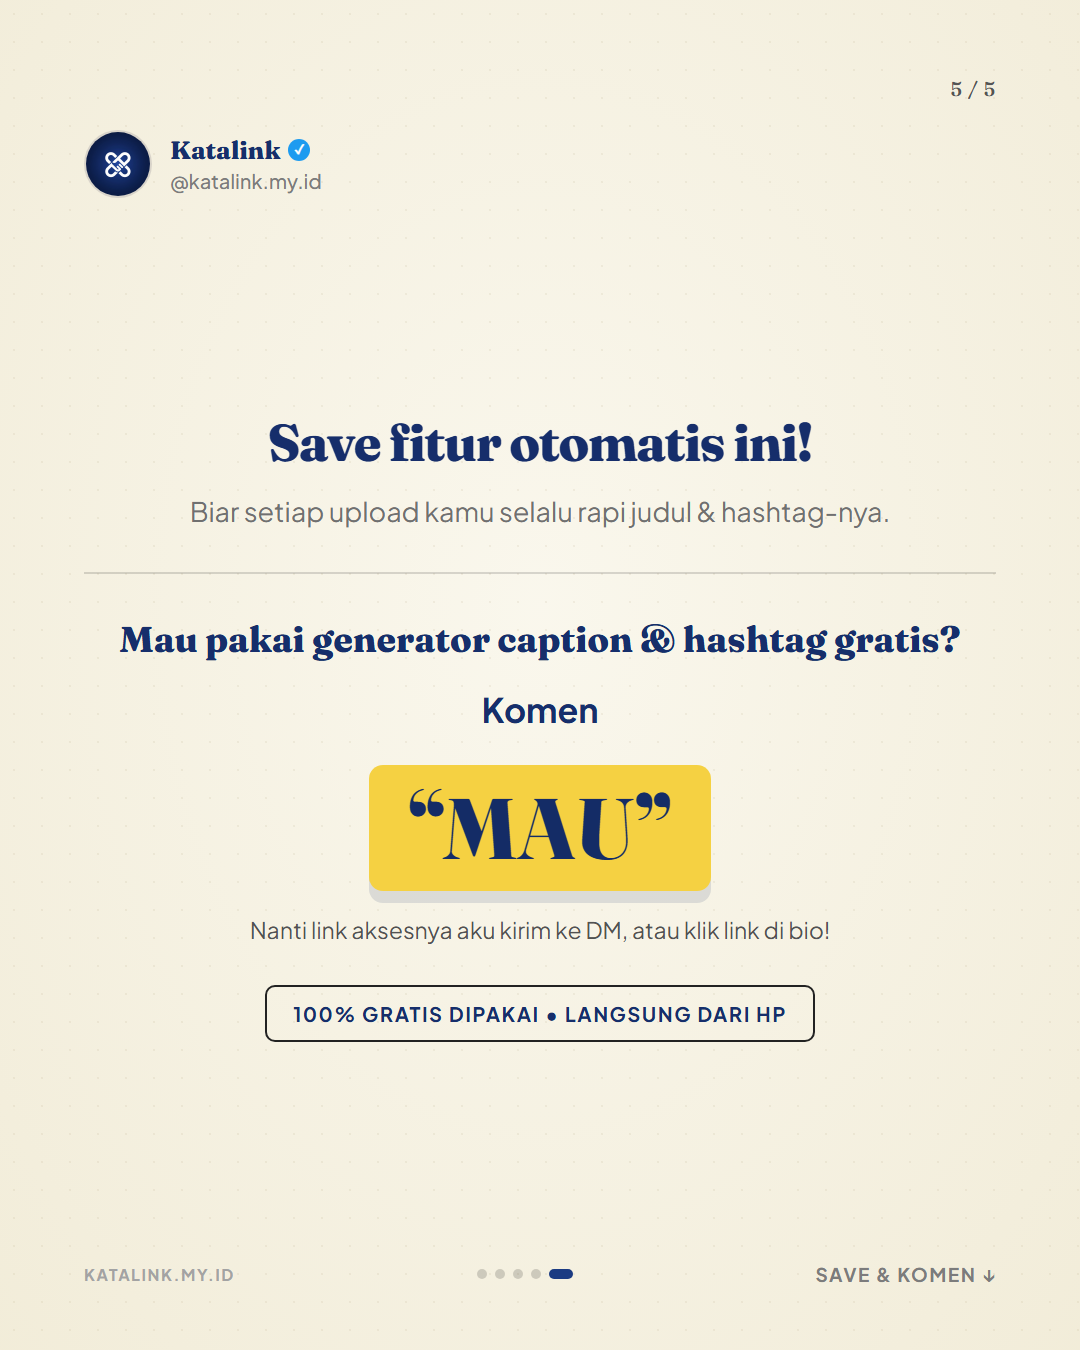 5 / 5
Katalink
@katalink.my.id
Save fitur otomatis ini!
Biar setiap upload kamu selalu rapi judul & hashtag-nya.
Mau pakai generator caption & hashtag gratis?
Komen
“MAU”
Nanti link aksesnya aku kirim ke DM, atau klik link di bio!
100% GRATIS DIPAKAI • LANGSUNG DARI HP
KATALINK.MY.ID
SAVE & KOMEN ↓